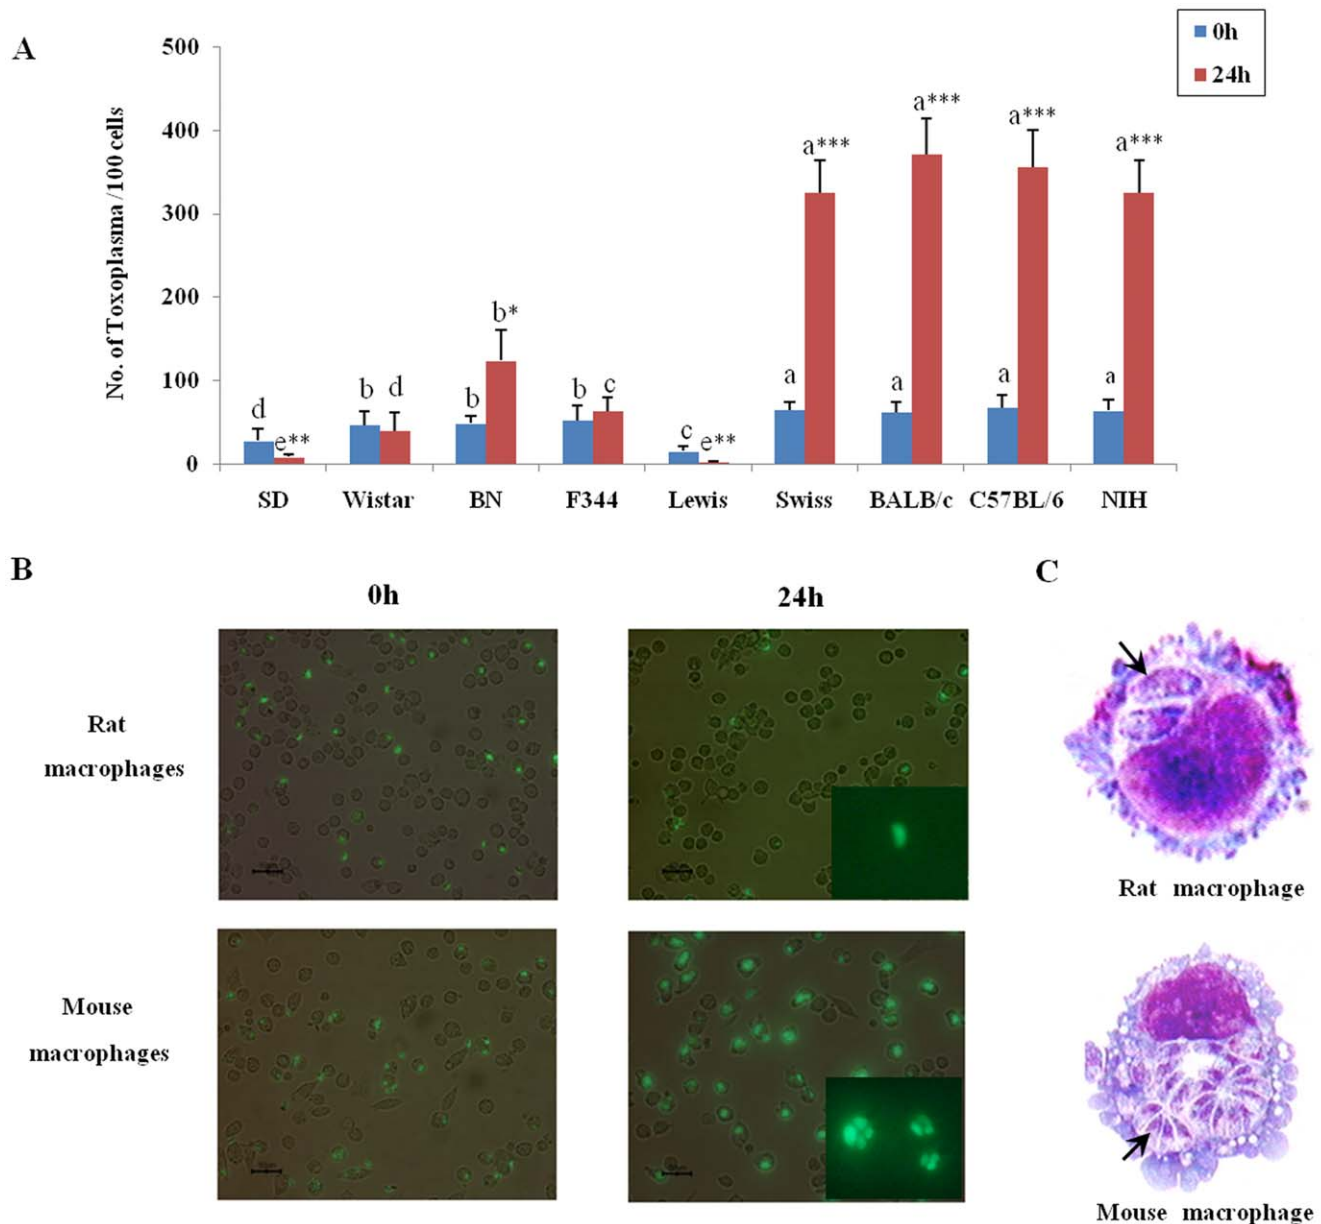 A
0h
24h
No. of Toxoplasma /100 cells
500
400
300
200
100
0
d
e**
b
d
b
b*
b
c
c
e**
a
a***
a
a***
a
a***
a
a***
SD Wistar BN F344 Lewis Swiss BALB/c C57BL/6 NIH
B
0h
24h
Rat
macrophages
Mouse
macrophages
C
Rat macrophage
Mouse macrophage